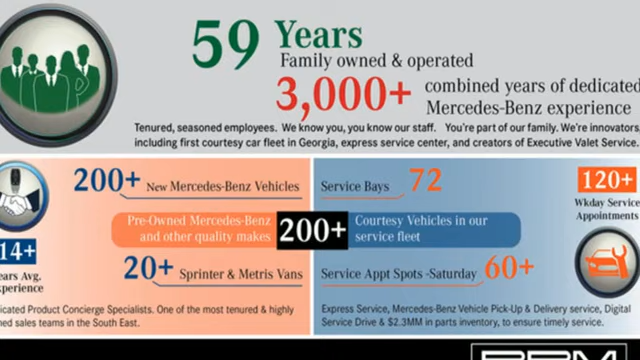 59 Years
Family owned & operated
3,000+ combined years of dedicated
Mercedes-Benz experience
Tenured, seasoned employees. We know you, you know our staff. You're part of our family. We're innovators,
including first courtesy car fleet in Georgia, express service center, and creators of Executive Valet Service.
200+ New Mercedes-Benz Vehicles
Service Bays 72
120+
Wkday Service
Appointments
Pre-Owned Mercedes-Benz
and other quality makes
200+
Courtesy Vehicles in our
service fleet
14+
ears Avg.
xperience
20+ Sprinter & Metris Vans
Service Appt Spots -Saturday 60+
icated Product Concierge Specialists. One of the most tenured & highly
ned sales teams in the South East.
Express Service, Mercedes-Benz Vehicle Pick-Up & Delivery service, Digital
Service Drive & $2.3MM in parts inventory, to ensure timely service.